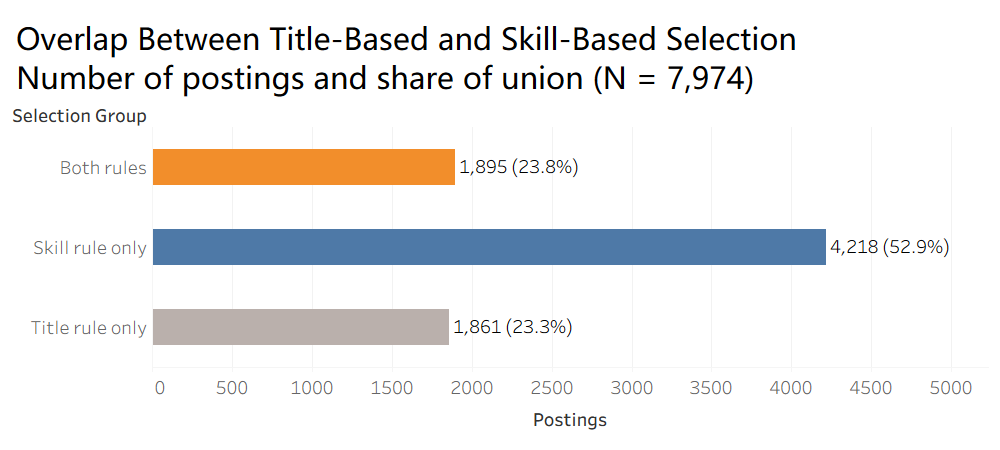 Overlap Between Title-Based and Skill-Based Selection
Number of postings and share of union (N = 7,974)
Selection Group
Both rules 1,895 (23.8%)
Skill rule only 4,218 (52.9%)
Title rule only 1,861 (23.3%)
0 500 1000 1500 2000 2500 3000 3500 4000 4500 5000
Postings